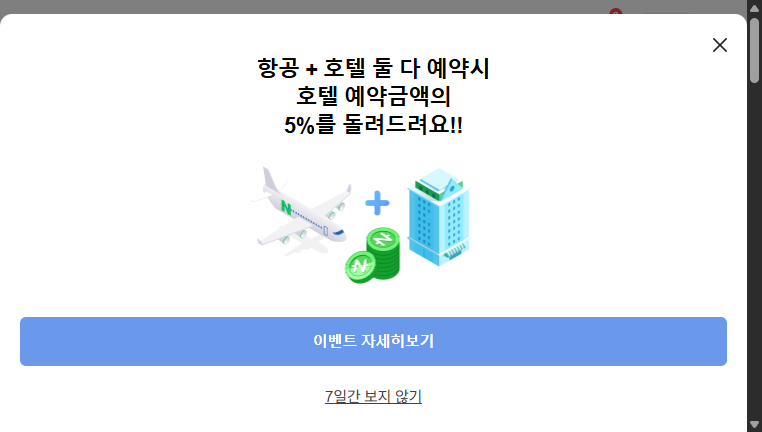 항공 + 호텔 둘 다 예약시
호텔 예약금액의
5%를 돌려드려요!!
이벤트 자세히보기
7일간 보지 않기